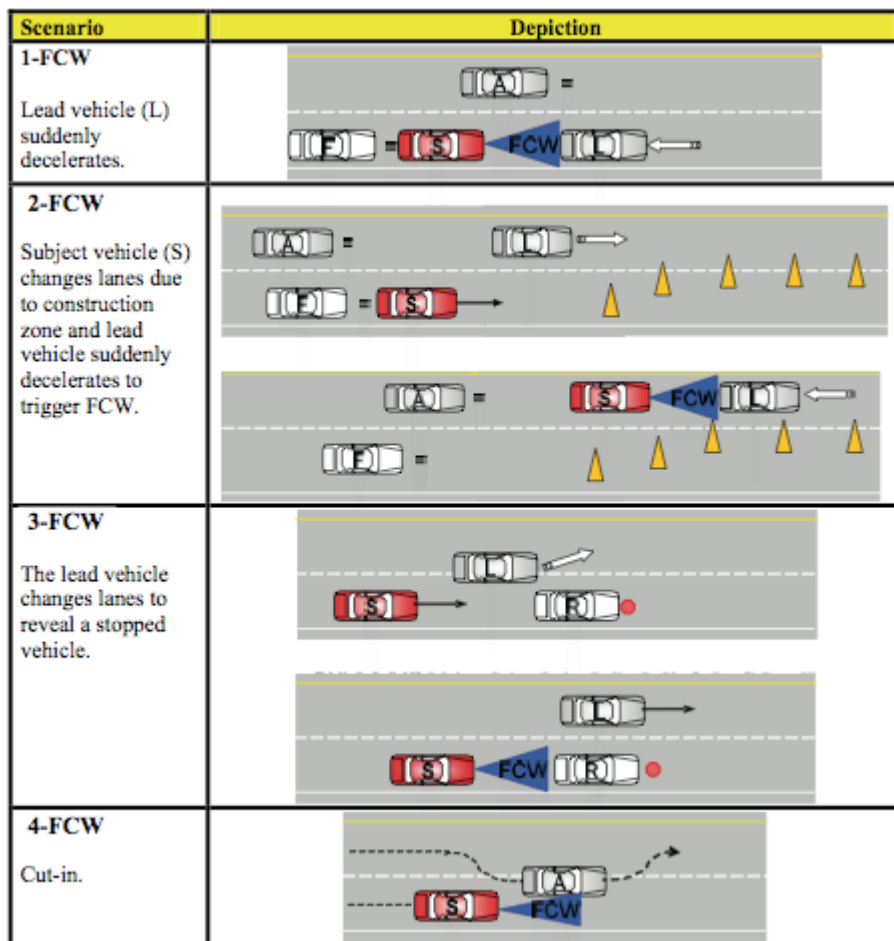 Scenario Depiction
1-FCW
Lead vehicle (L)
suddenly
decelerates.
A =
F = S FCW L
2-FCW
Subject vehicle (S)
changes lanes due
to construction
zone and lead
vehicle suddenly
decelerates to
trigger FCW.
A = L
F = S
A = S FCW L
F =
3-FCW
The lead vehicle
changes lanes to
reveal a stopped
vehicle.
L
S R
L
S FCW R
4-FCW
Cut-in.
A
S FCW